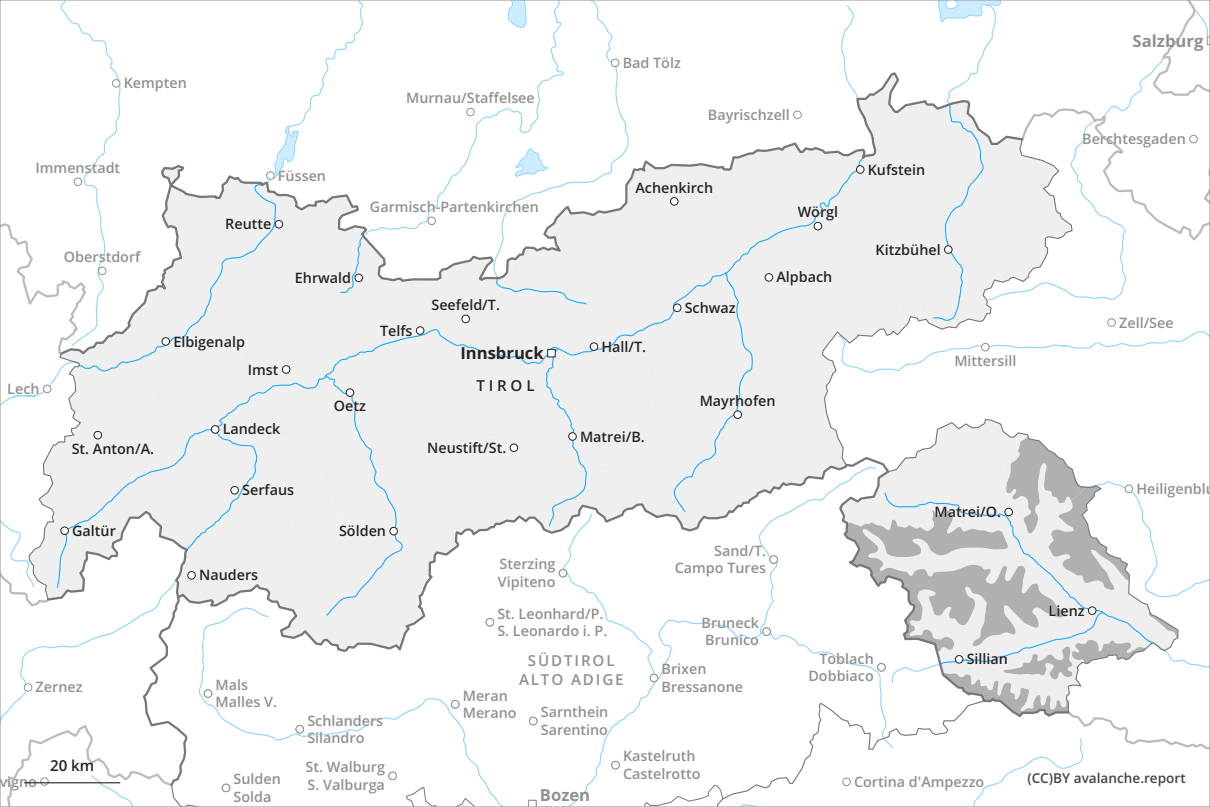 Salzburg
Kempten
Bad Tölz
Murnau/Staffelsee
Bayrischzell
Berchtesgaden
Immenstadt
Füssen
Kufstein
Achenkirch
Garmisch-Partenkirchen
Wörgl
Reutte
Kitzbühel
Oberstdorf
Ehrwald
Alpbach
Seefeld/T.
Schwaz
Zell/See
Telfs
Elbigenalp
Innsbruck
Hall/T.
Mittersill
Imst
TIROL
Lech
Oetz
Mayrhofen
Landeck
Matrei/B.
St. Anton/A.
Neustift/St.
Serfaus
Heiligenblu
Matrei/O.
Galtür
Sölden
Sand/T.
Campo Tures
Sterzing
Vipiteno
Nauders
Lienz
St. Leonhard/P.
S. Leonardo i. P.
Bruneck
Brunico
SÜDTIROL
ALTO ADIGE
Sillian
Toblach
Dobbiaco
Brixen
Bressanone
Zernez
Mals
Malles V.
Meran
Merano
Sarnthein
Sarentino
Schlanders
Silandro
Kastelruth
Castelrotto
20 km
St. Walburg
S. Valburga
vigno
Sulden
Solda
Cortina d'Ampezzo
(CC)BY avalanche.report
Bozen